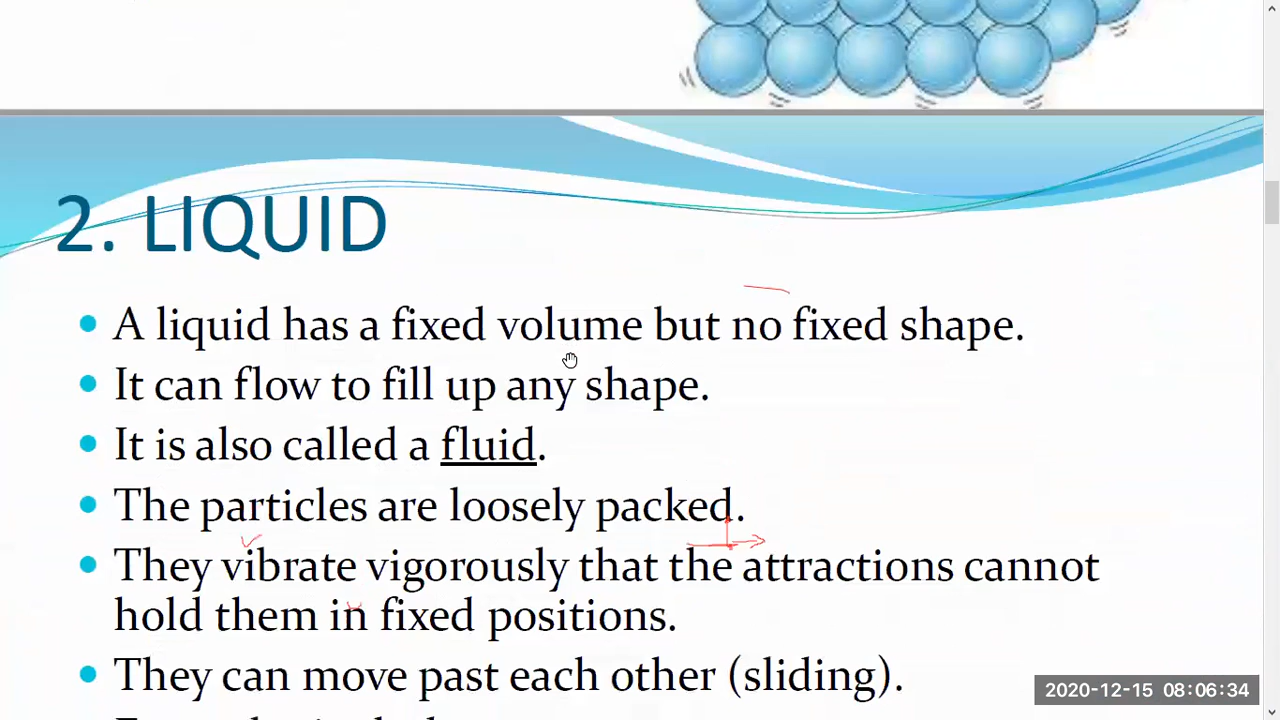 2. LIQUID
• A liquid has a fixed volume but no fixed shape.
• It can flow to fill up any shape.
• It is also called a fluid.
• The particles are loosely packed.
• They vibrate vigorously that the attractions cannot
hold them in fixed positions.
• They can move past each other (sliding).
2020-12-15 08:06:34